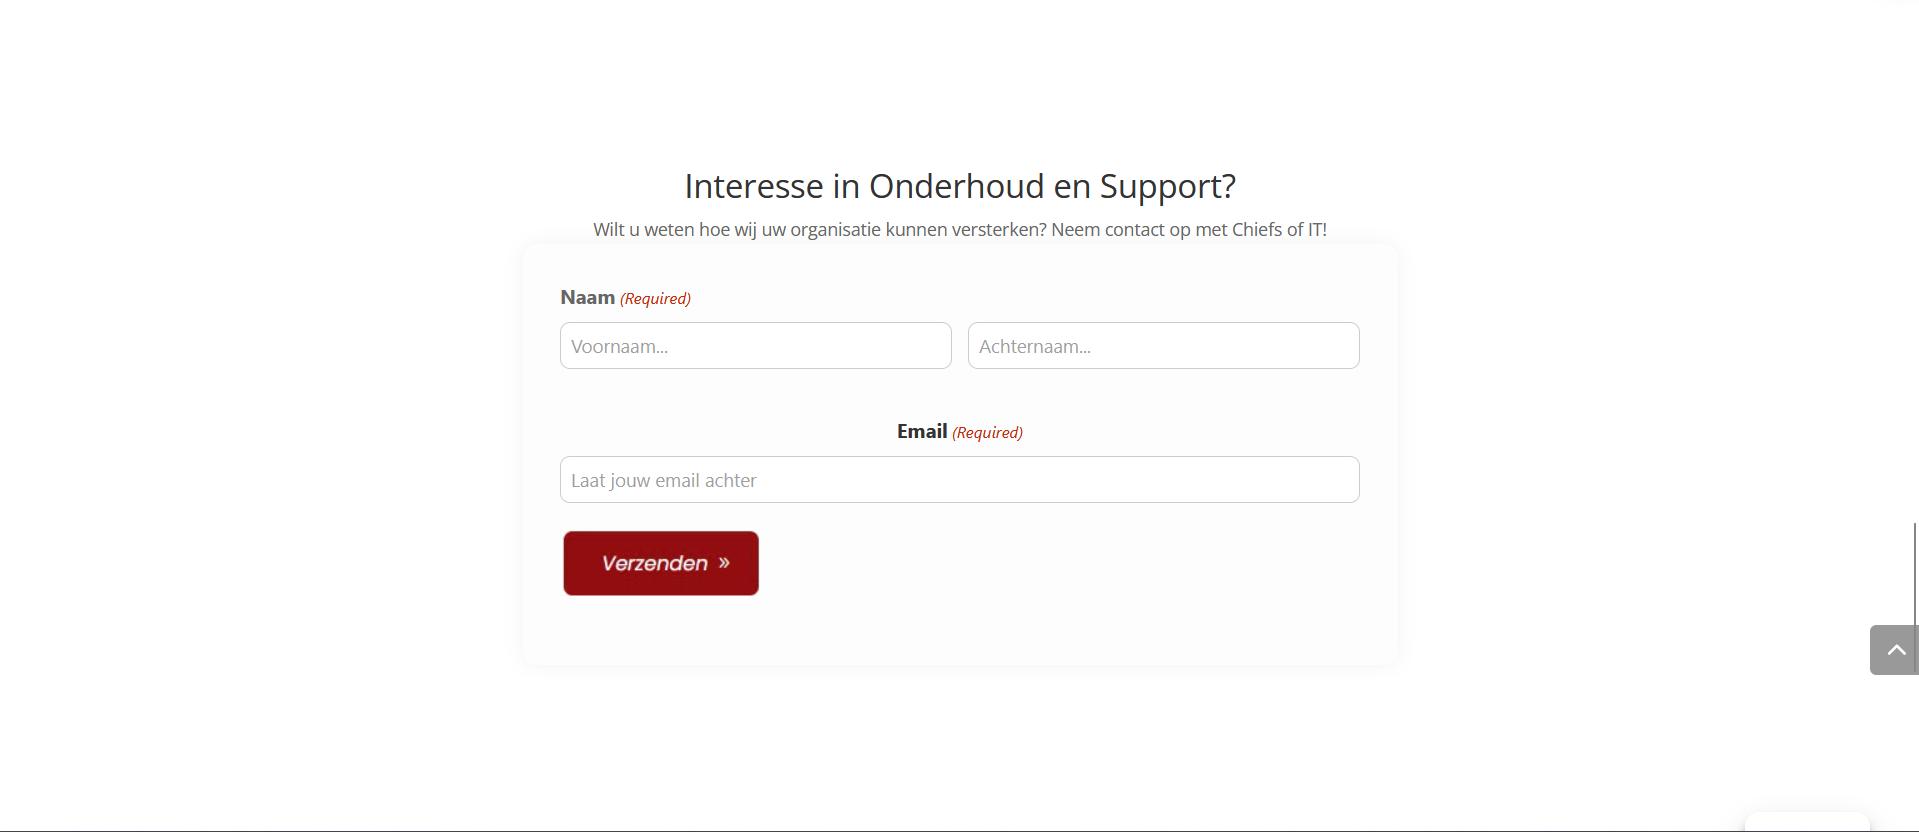 Interesse in Onderhoud en Support?
Wilt u weten hoe wij uw organisatie kunnen versterken? Neem contact op met Chiefs of IT!
Naam (Required)
Voornaam... Achternaam...
Email (Required)
Laat jouw email achter
Verzenden »